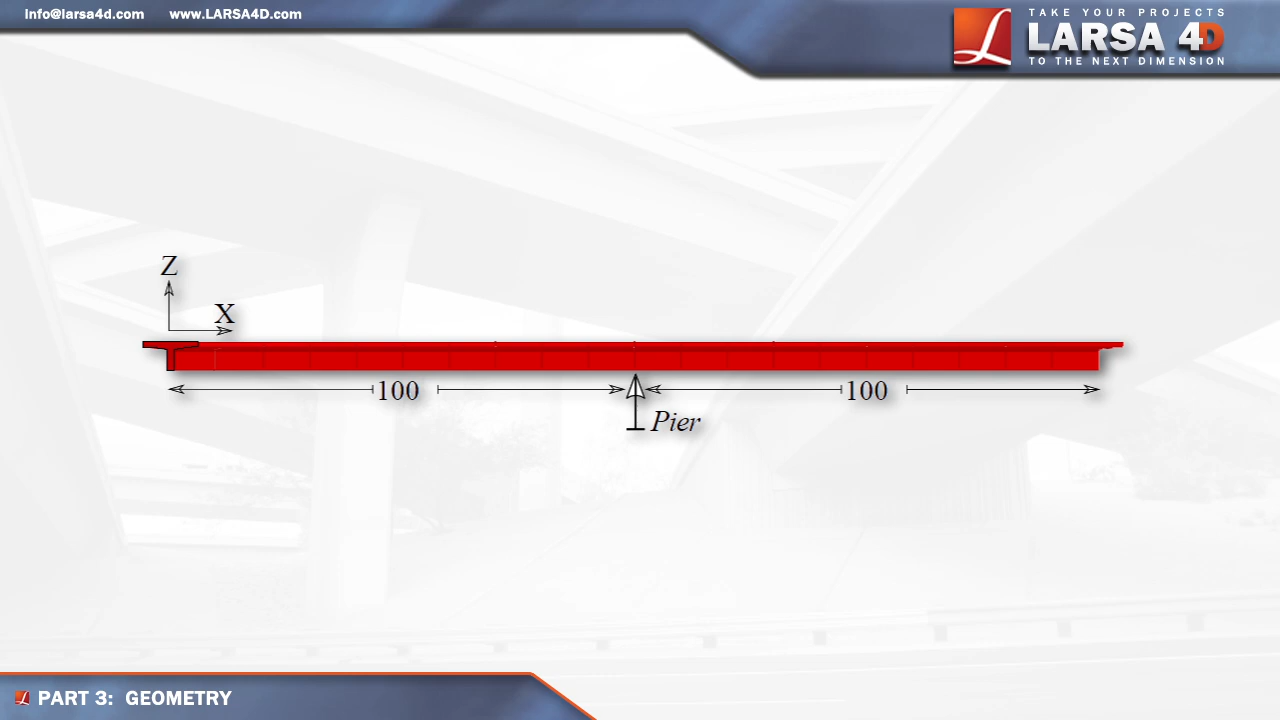 info@larsa4d.com www.LARSA4D.com
TAKE YOUR PROJECTS
LARSA 4D
TO THE NEXT DIMENSION
Z
X
100 100
Pier
PART 3: GEOMETRY